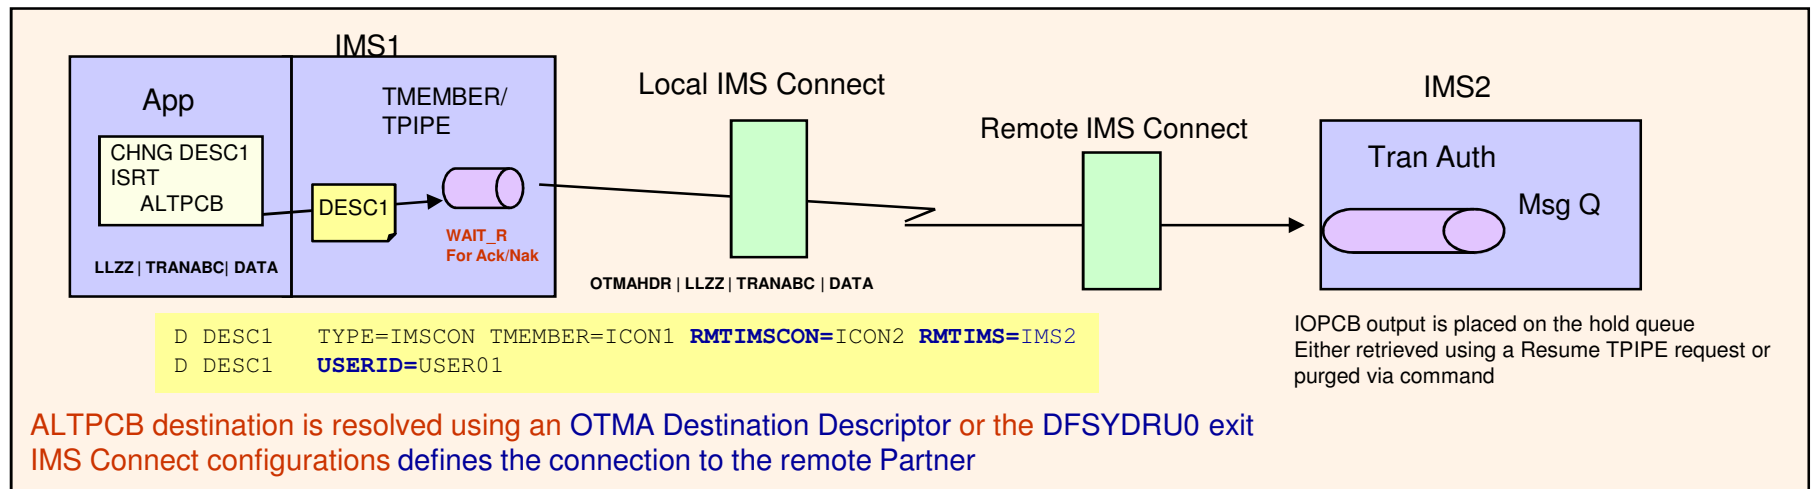 IMS1
App
TMEMBER/
TPIPE
CHNG DESC1
ISRT
ALTPCB
DESC1
WAIT_R
For Ack/Nak
LLZZ | TRANABC| DATA
Local IMS Connect
OTMAHDR | LLZZ | TRANABC | DATA
Remote IMS Connect
IMS2
Tran Auth
Msg Q
D DESC1 TYPE=IMSCON TMEMBER=ICON1 RMTIMSCON=ICON2 RMTIMS=IMS2
D DESC1 USERID=USER01
IOPCB output is placed on the hold queue
Either retrieved using a Resume TPIPE request or
purged via command
ALTPCB destination is resolved using an OTMA Destination Descriptor or the DFSYDRU0 exit
IMS Connect configurations defines the connection to the remote Partner